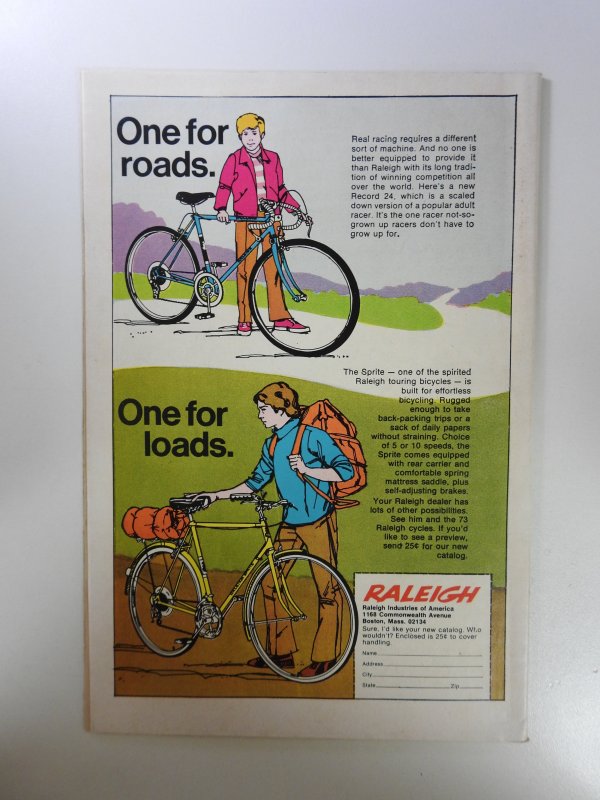 One for
roads.
Real racing requires a different
sort of machine. And no one is
better equipped to provide it
than Raleigh with its long tradi-
tion of winning competition all
over the world. Here's a new
Record 24, which is a scaled
down version of a popular adult
racer. It's the one racer not-so-
grown up racers don't have to
grow up for.
The Sprite — one of the spirited
Raleigh touring bicycles — is
built for effortless
bicycling. Rugged
enough to take
back-packing trips or a
sack of daily papers
without straining. Choice
of 5 or 10 speeds, the
Sprite comes equipped
with rear carrier and
comfortable spring
mattress saddle, plus
self-adjusting brakes.
Your Raleigh dealer has
lots of other possibilities.
See him and the 73
Raleigh cycles. If you'd
like to see a preview,
send 25¢ for our new
catalog.
One for
loads.
RALEIGH
Raleigh Industries of America
1168 Commonwealth Avenue
Boston, Mass. 02134
Sure, I'd like your new catalog. Who
wouldn't? Enclosed is 25¢ to cover
handling.
Name
Address
City
State Zip